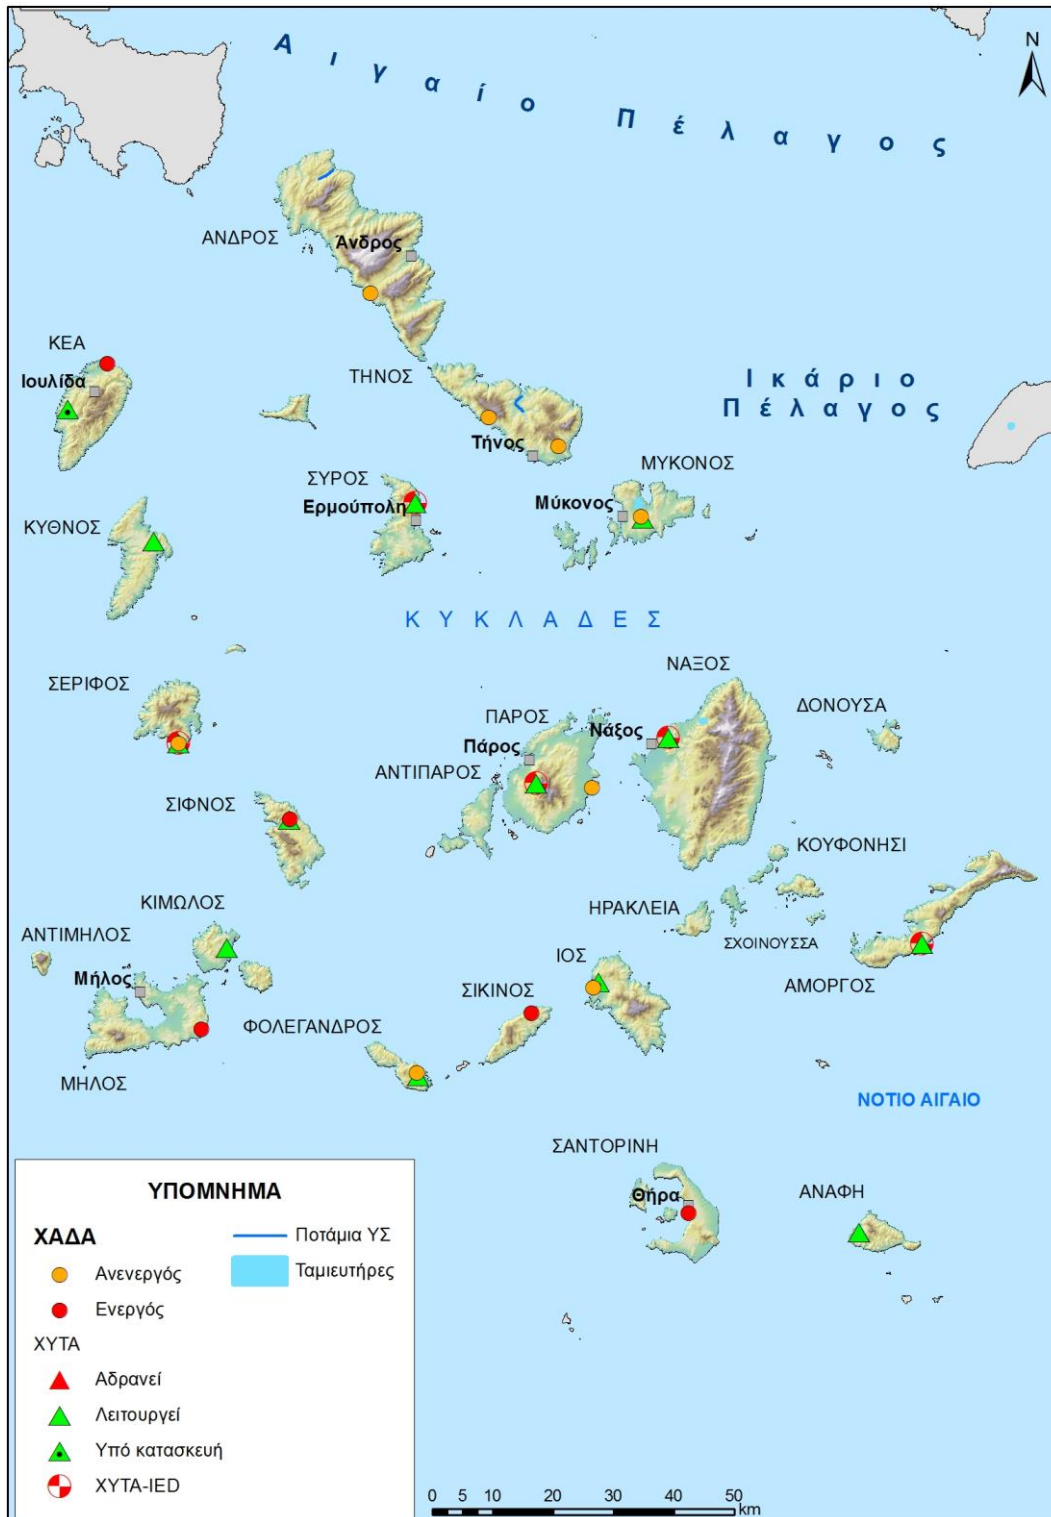 Αιγαίο Πέλαγος
N
ΑΝΔΡΟΣ
Άνδρος
ΚΕΑ
Ιουλίδα
ΤΗΝΟΣ
Τήνος
Ικάριο
Πέλαγος
ΣΥΡΟΣ
Ερμούπολη
ΜΥΚΟΝΟΣ
Μύκονος
ΚΥΘΝΟΣ
ΚΥΚΛΑΔΕΣ
ΣΕΡΙΦΟΣ
ΝΑΞΟΣ
Νάξος
ΔΟΝΟΥΣΑ
ΠΑΡΟΣ
Πάρος
ΑΝΤΙΠΑΡΟΣ
ΣΙΦΝΟΣ
ΚΟΥΦΟΝΗΣΙ
ΚΙΜΩΛΟΣ
ΗΡΑΚΛΕΙΑ
ΣΧΟΙΝΟΥΣΣΑ
ΑΝΤΙΜΗΛΟΣ
Μήλος
ΙΟΣ
ΑΜΟΡΓΟΣ
ΣΙΚΙΝΟΣ
ΦΟΛΕΓΑΝΔΡΟΣ
ΜΗΛΟΣ
ΝΟΤΙΟ ΑΙΓΑΙΟ
ΣΑΝΤΟΡΙΝΗ
Θήρα
ΑΝΑΦΗ
ΥΠΟΜΝΗΜΑ
ΧΑΔΑ
Ανενεργός
Ενεργός
ΧΥΤΑ
Αδρανεί
Λειτουργεί
Υπό κατασκευή
ΧΥΤΑ-IED
Ποτάμια ΥΣ
Ταμιευτήρες
0 5 10 20 30 40 50 km